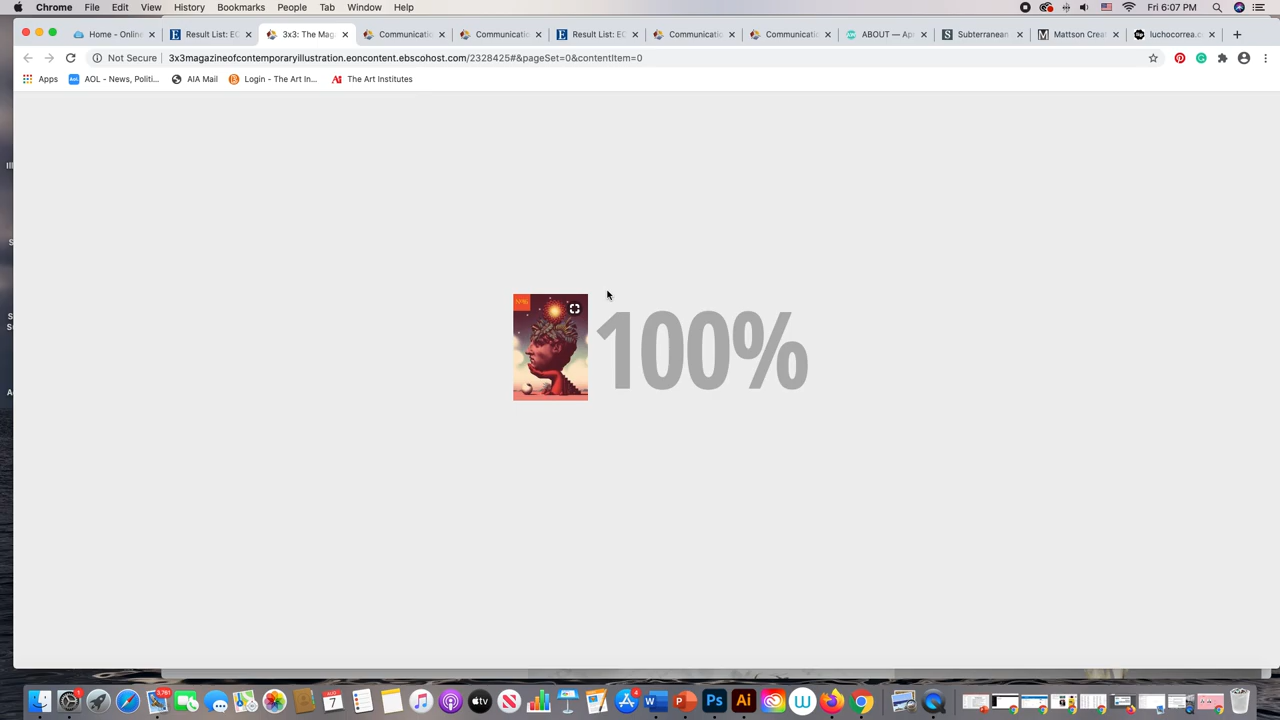 Chrome File Edit View History Bookmarks People Tab Window Help Fri 6:07 PM
Home - Online Result List: EC 3x3: The Mag Communicatio Communicatio Result List: EC Communicatio Communicatio ABOUT — Apr Subterranean Mattson Crea luchocorrea.c
Not Secure 3x3magazineofcontemporaryillustration.eoncontent.ebscohost.com/2328425#&pageSet=0&contentItem=0
Apps AOL - News, Politi... AIA Mail Login - The Art In... The Art Institutes
100%